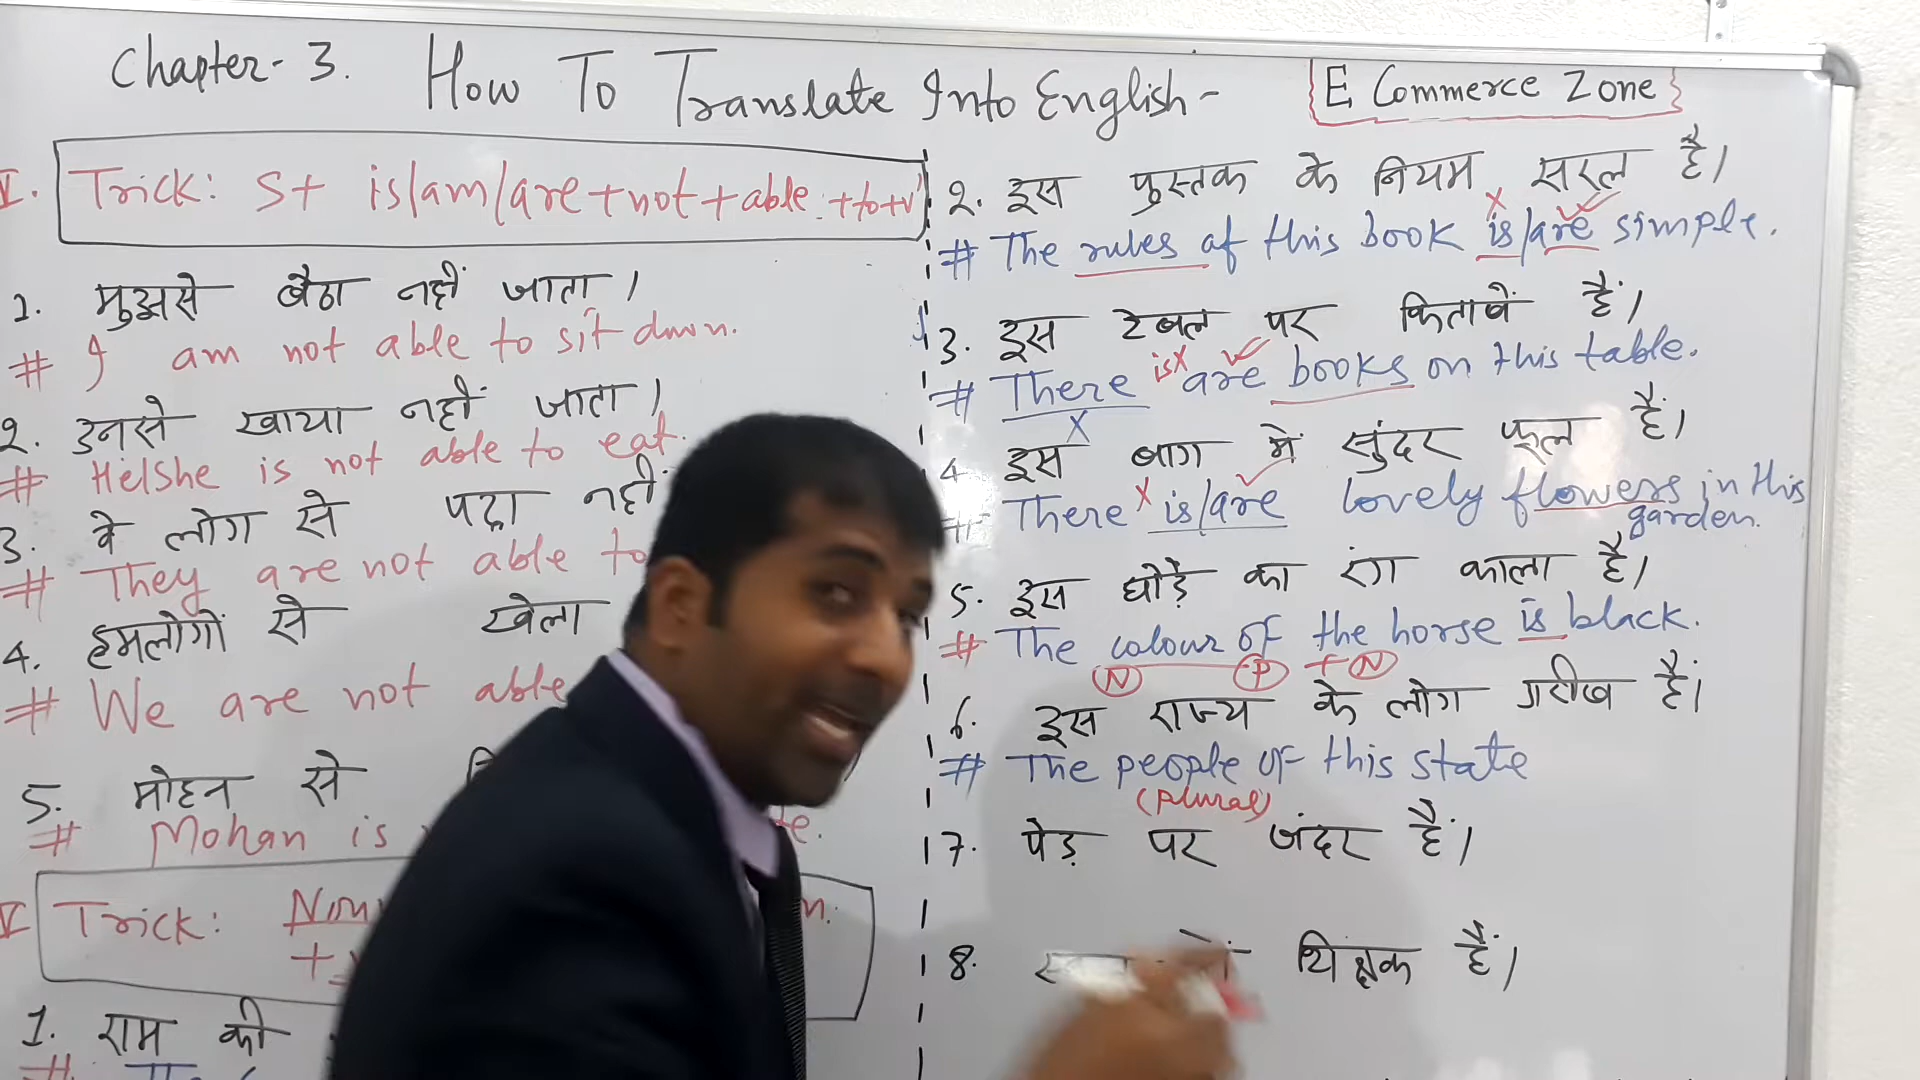 Chapter- 3. How To Translate Into English-
E Commerce Zone
Trick: S+ is/am/are+not+able+to+v'
1. मुझसे बैठा नहीं जाता।
# I am not able to sit down.
2. उनसे खाया नहीं जाता।
# He/She is not able to eat.
3. वे लोग से पढ़ा नहीं
# They are not able to
4. हमलोगों से खेला
# We are not able
5. मोहन से
# Mohan is
Trick:
1. राम की
2. इस पुस्तक के नियम सरल है।
# The rules of this book is/are simple.
3. इस टेबल पर किताबें हैं।
# There is are books on this table.
4 इस बाग में सुंदर फूल हैं।
# There is/are lovely flowers in this garden.
5. इस घोड़े का रंग काला है।
# The colour of the horse is black.
N P + N
6. इस राज्य के लोग गरीब हैं।
# The people of this state
(plural)
7. पेड़ पर बंदर हैं।
8. हैं।